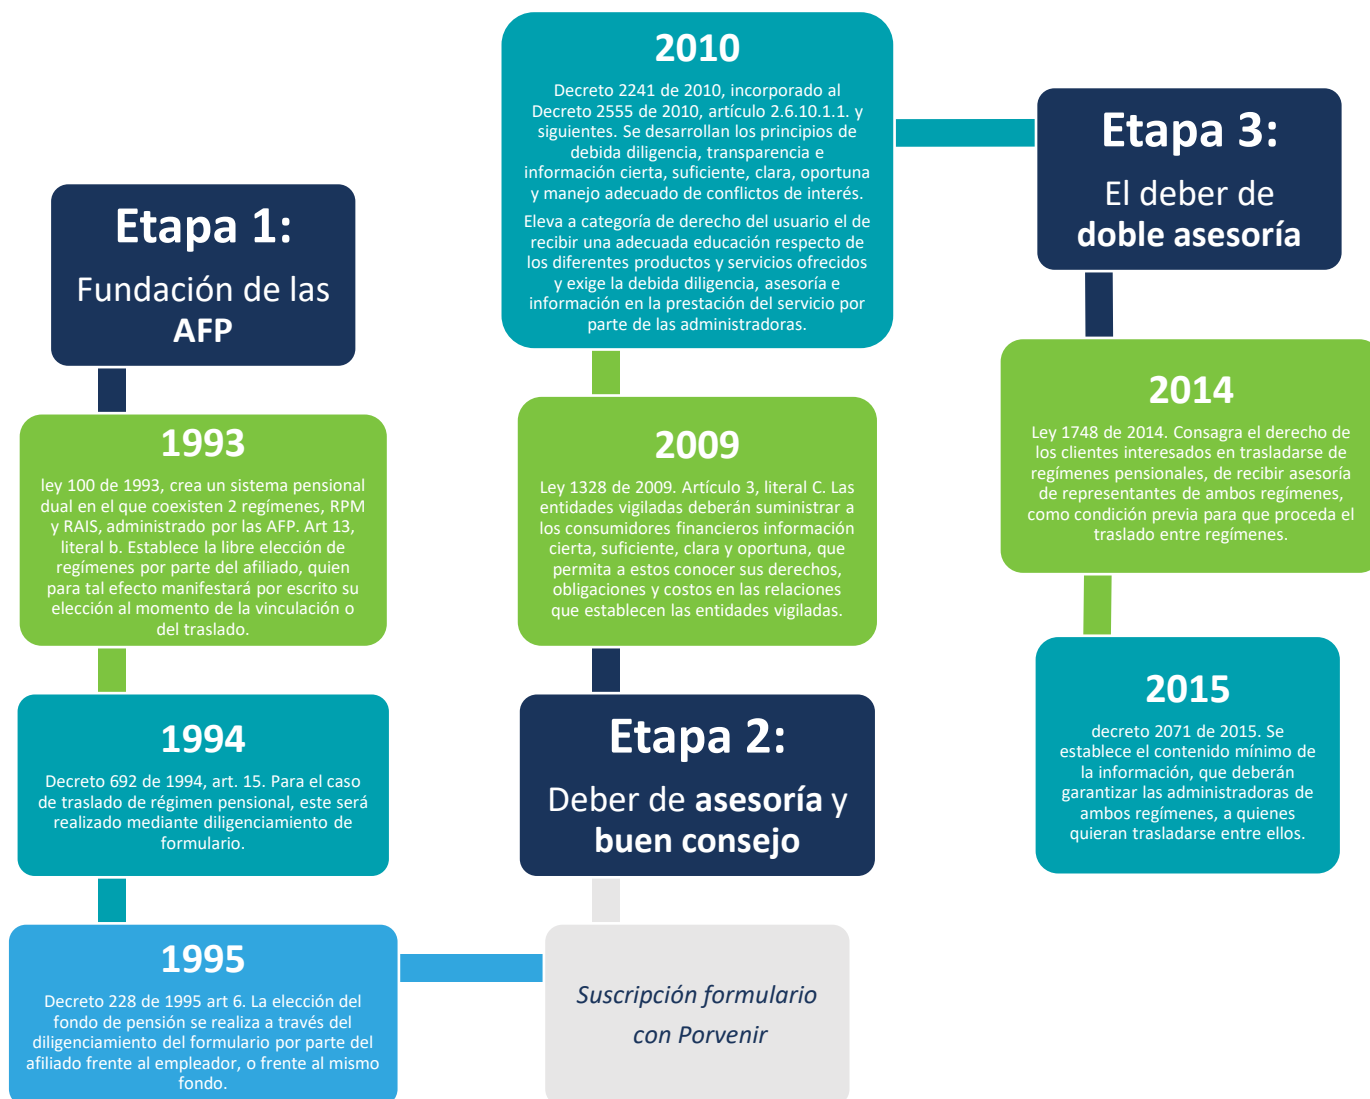 Etapa 1:
Fundación de las
AFP
1993
ley 100 de 1993, crea un sistema pensional
dual en el que coexisten 2 regímenes, RPM
y RAIS, administrado por las AFP. Art 13,
literal b. Establece la libre elección de
regímenes por parte del afiliado, quien
para tal efecto manifestará por escrito su
elección al momento de la vinculación o
del traslado.
1994
Decreto 692 de 1994, art. 15. Para el caso
de traslado de régimen pensional, este será
realizado mediante diligenciamiento de
formulario.
1995
Decreto 228 de 1995 art 6. La elección del
fondo de pensión se realiza a través del
diligenciamiento del formulario por parte del
afiliado frente al empleador, o frente al mismo
fondo.
Suscripción formulario
con Porvenir
Etapa 2:
Deber de asesoría y
buen consejo
2009
Ley 1328 de 2009. Artículo 3, literal C. Las
entidades vigiladas deberán suministrar a
los consumidores financieros información
cierta, suficiente, clara y oportuna, que
permita a estos conocer sus derechos,
obligaciones y costos en las relaciones
que establecen las entidades vigiladas.
2010
Decreto 2241 de 2010, incorporado al
Decreto 2555 de 2010, artículo 2.6.10.1.1. y
siguientes. Se desarrollan los principios de
debida diligencia, transparencia e
información cierta, suficiente, clara, oportuna
y manejo adecuado de conflictos de interés.
Eleva a categoría de derecho del usuario el de
recibir una adecuada educación respecto de
los diferentes productos y servicios ofrecidos
y exige la debida diligencia, asesoría e
información en la prestación del servicio por
parte de las administradoras.
Etapa 3:
El deber de
doble asesoría
2014
Ley 1748 de 2014. Consagra el derecho de
los clientes interesados en trasladarse de
regímenes pensionales, de recibir asesoría
de representantes de ambos regímenes,
como condición previa para que proceda el
traslado entre regímenes.
2015
decreto 2071 de 2015. Se
establece el contenido mínimo de
la información, que deberán
garantizar las administradoras de
ambos regímenes, a quienes
quieran trasladarse entre ellos.